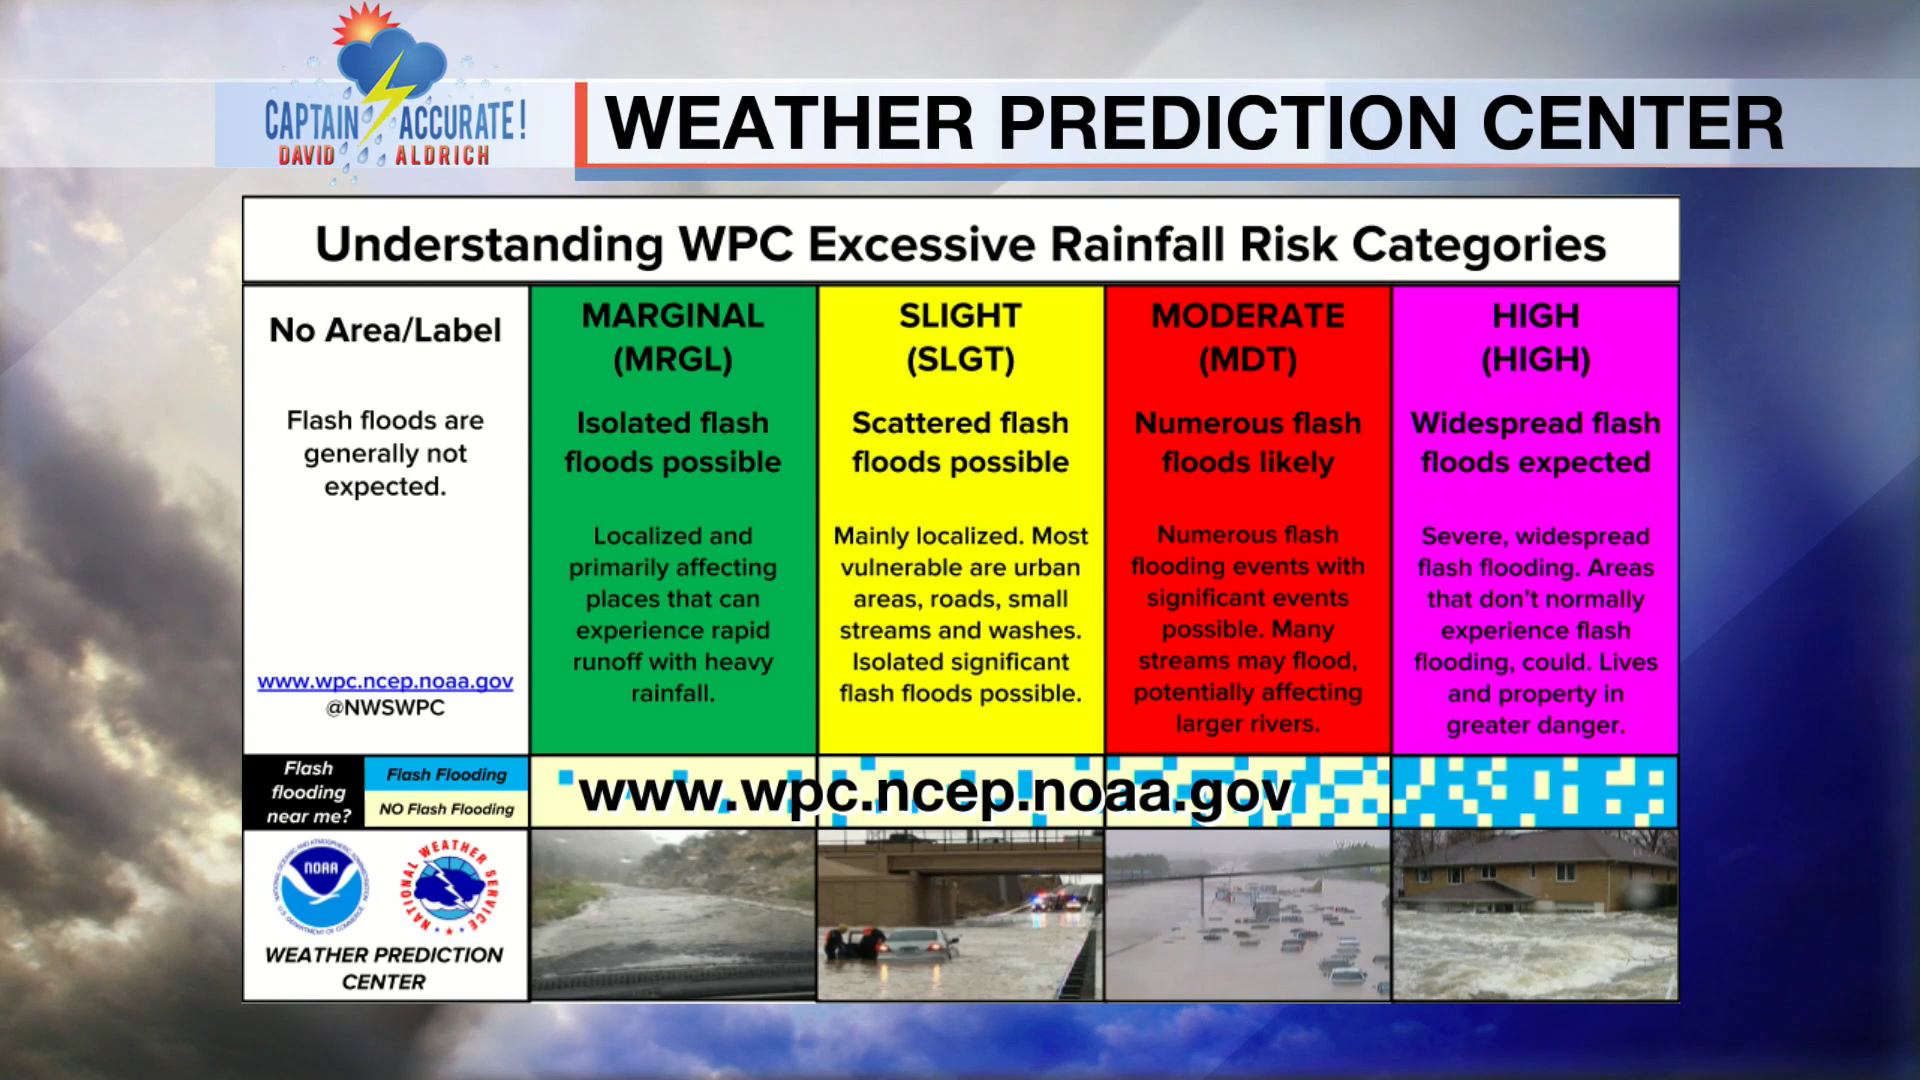 CAPTAIN ACCURATE!
DAVID ALDRICH
WEATHER PREDICTION CENTER
Understanding WPC Excessive Rainfall Risk Categories
No Area/Label
Flash floods are
generally not
expected.
www.wpc.ncep.noaa.gov
@NWSWPC
MARGINAL
(MRGL)
Isolated flash
floods possible
Localized and
primarily affecting
places that can
experience rapid
runoff with heavy
rainfall.
SLIGHT
(SLGT)
Scattered flash
floods possible
Mainly localized. Most
vulnerable are urban
areas, roads, small
streams and washes.
Isolated significant
flash floods possible.
MODERATE
(MDT)
Numerous flash
floods likely
Numerous flash
flooding events with
significant events
possible. Many
streams may flood,
potentially affecting
larger rivers.
HIGH
(HIGH)
Widespread flash
floods expected
Severe, widespread
flash flooding. Areas
that don't normally
experience flash
flooding, could. Lives
and property in
greater danger.
Flash
flooding
near me?
Flash Flooding
NO Flash Flooding
www.wpc.ncep.noaa.gov
NOAA
NATIONAL WEATHER SERVICE
WEATHER PREDICTION
CENTER